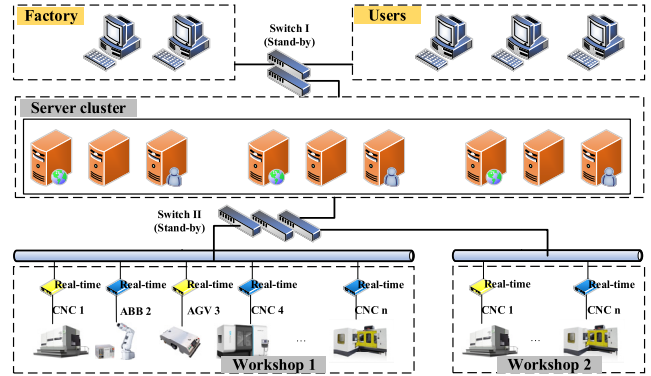 Factory
Switch I
(Stand-by)
Users
Server cluster
Switch II
(Stand-by)
Real-time
Real-time
Real-time
Real-time
Real-time
Real-time
Real-time
CNC 1
ABB 2
AGV 3
CNC 4
CNC n
CNC 1
CNC n
...
...
Workshop 1
Workshop 2